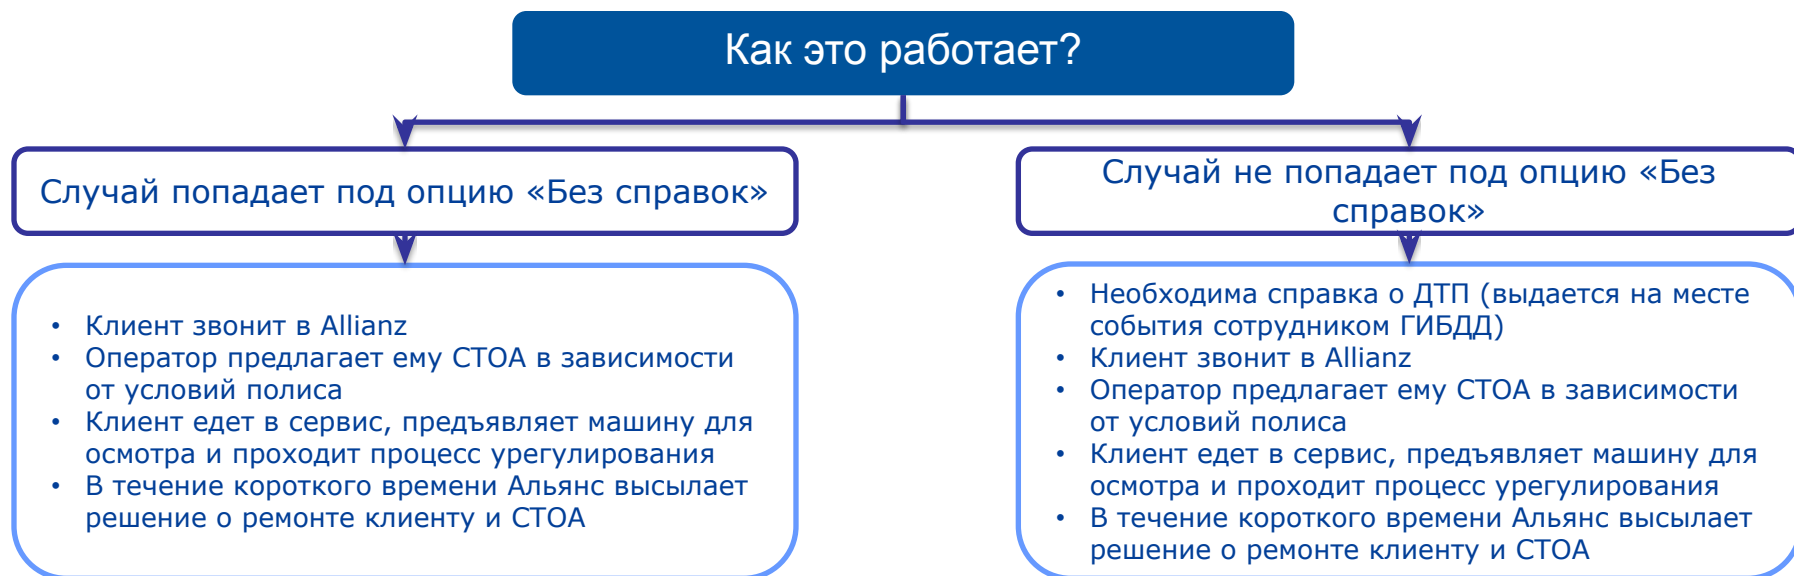 Как это работает?
Случай попадает под опцию «Без справок»
• Клиент звонит в Allianz
• Оператор предлагает ему СТОА в зависимости
от условий полиса
• Клиент едет в сервис, предъявляет машину для
осмотра и проходит процесс урегулирования
• В течение короткого времени Альянс высылает
решение о ремонте клиенту и СТОА
Случай не попадает под опцию «Без
справок»
• Необходима справка о ДТП (выдается на месте
события сотрудником ГИБДД)
• Клиент звонит в Allianz
• Оператор предлагает ему СТОА в зависимости
от условий полиса
• Клиент едет в сервис, предъявляет машину для
осмотра и проходит процесс урегулирования
• В течение короткого времени Альянс высылает
решение о ремонте клиенту и СТОА